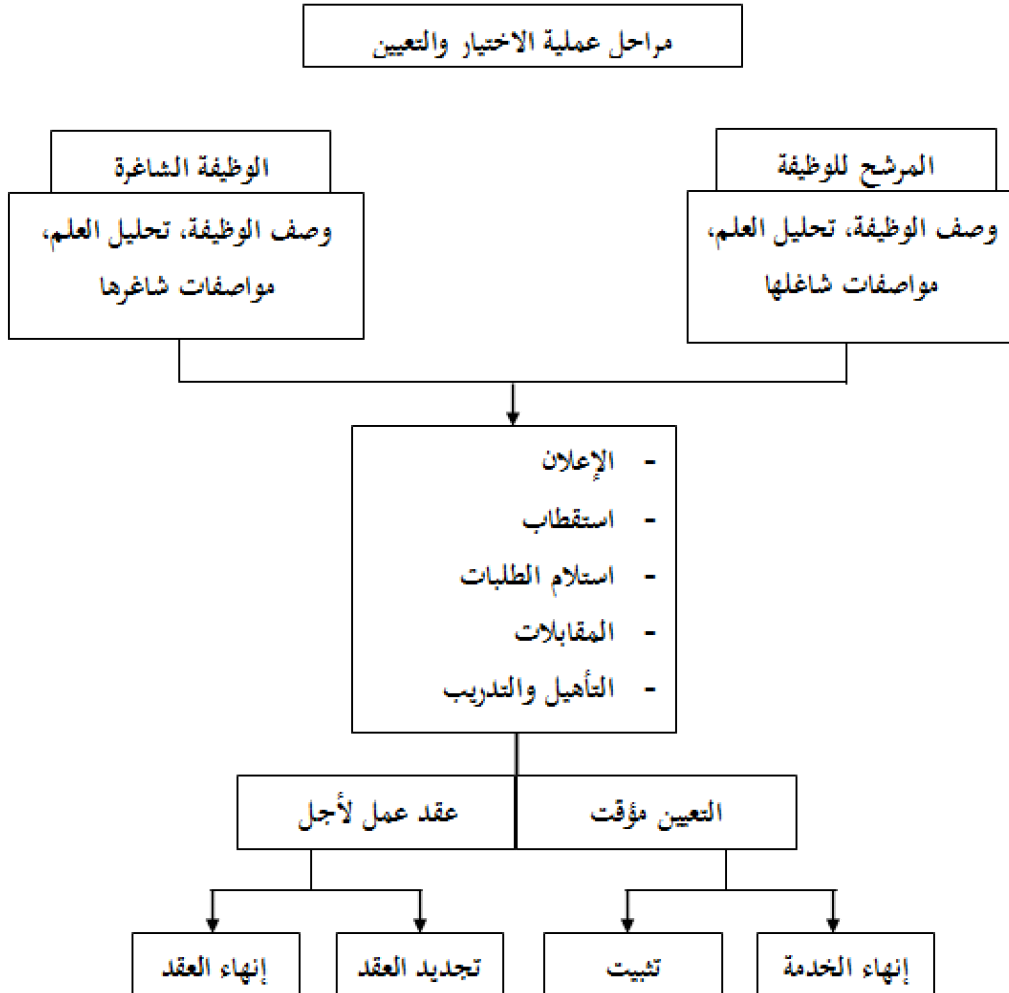 مراحل عملية الاختيار والتعيين
المرشح للوظيفة
وصف الوظيفة، تحليل العلم،
مواصفات شاغلها
الوظيفة الشاغرة
وصف الوظيفة، تحليل العلم،
مواصفات شاغرها
- الإعلان
- استقطاب
- استلام الطلبات
- المقابلات
- التأهيل والتدريب
التعيين مؤقت
عقد عمل لأجل
إنهاء الخدمة
تثبيت
تجديد العقد
إنهاء العقد